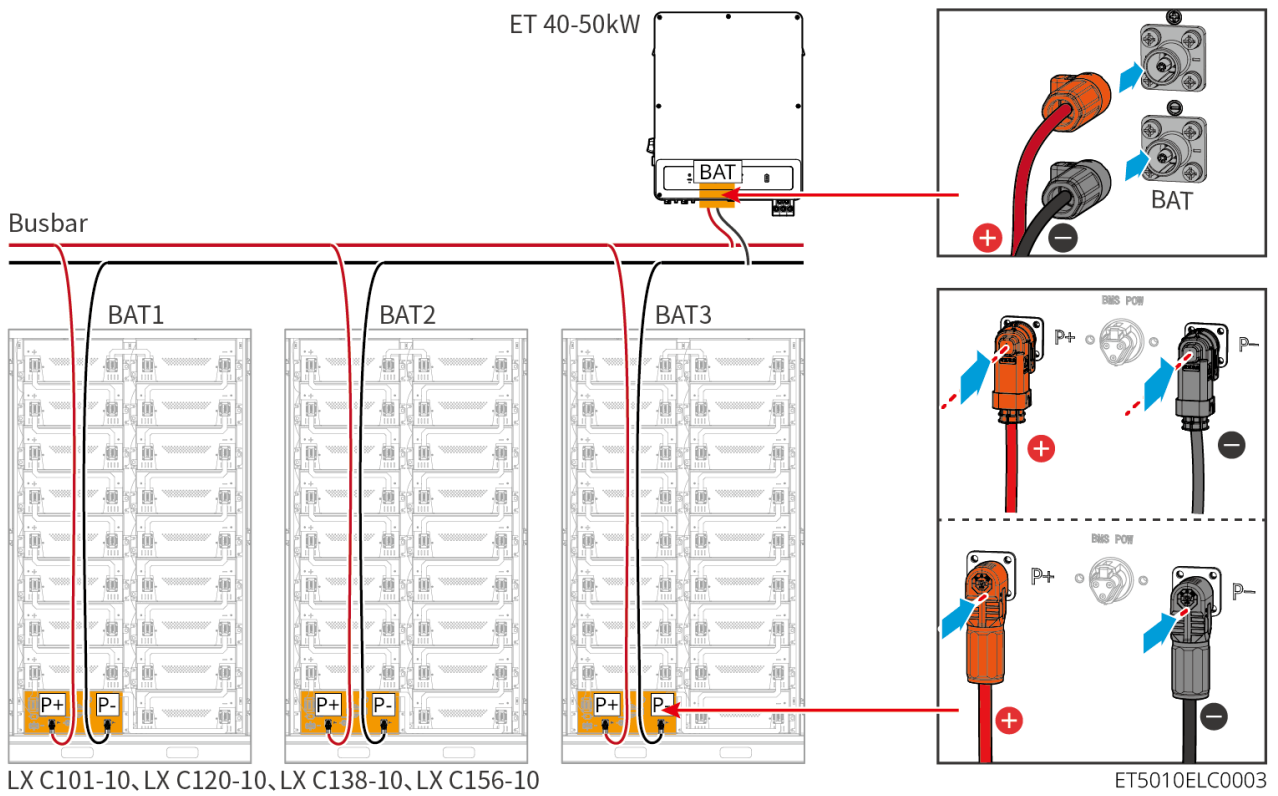 ET 40-50kW
BAT
BAT
+
−
Busbar
BAT1
BAT2
BAT3
BMS POW
P+
P−
+
−
BMS POW
P+
P−
+
−
P+
P-
P+
P-
P+
P-
LX C101-10、LX C120-10、LX C138-10、LX C156-10
ET5010ELC0003